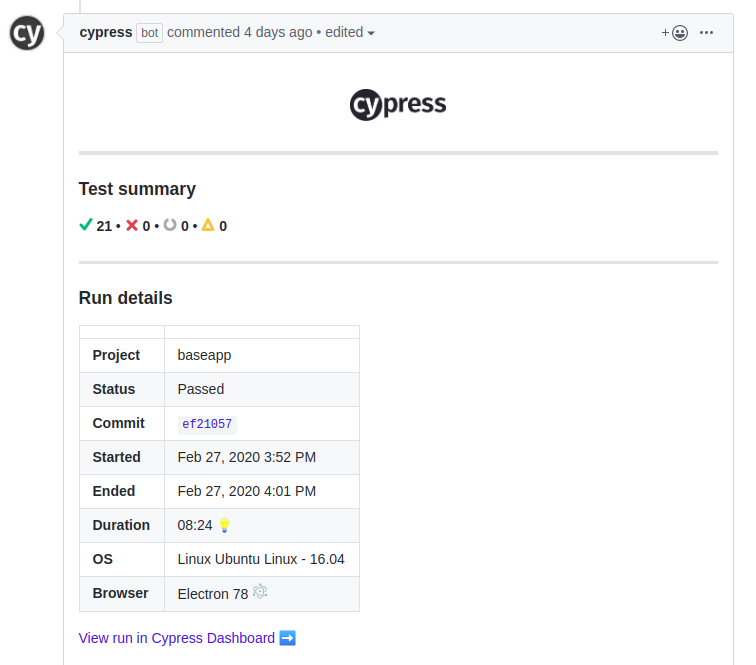 cy
cypress bot commented 4 days ago • edited
cypress
Test summary
21 • 0 • 0 • 0
Run details
Project baseapp
Status Passed
Commit ef21057
Started Feb 27, 2020 3:52 PM
Ended Feb 27, 2020 4:01 PM
Duration 08:24 💡
OS Linux Ubuntu Linux - 16.04
Browser Electron 78
View run in Cypress Dashboard ➡️